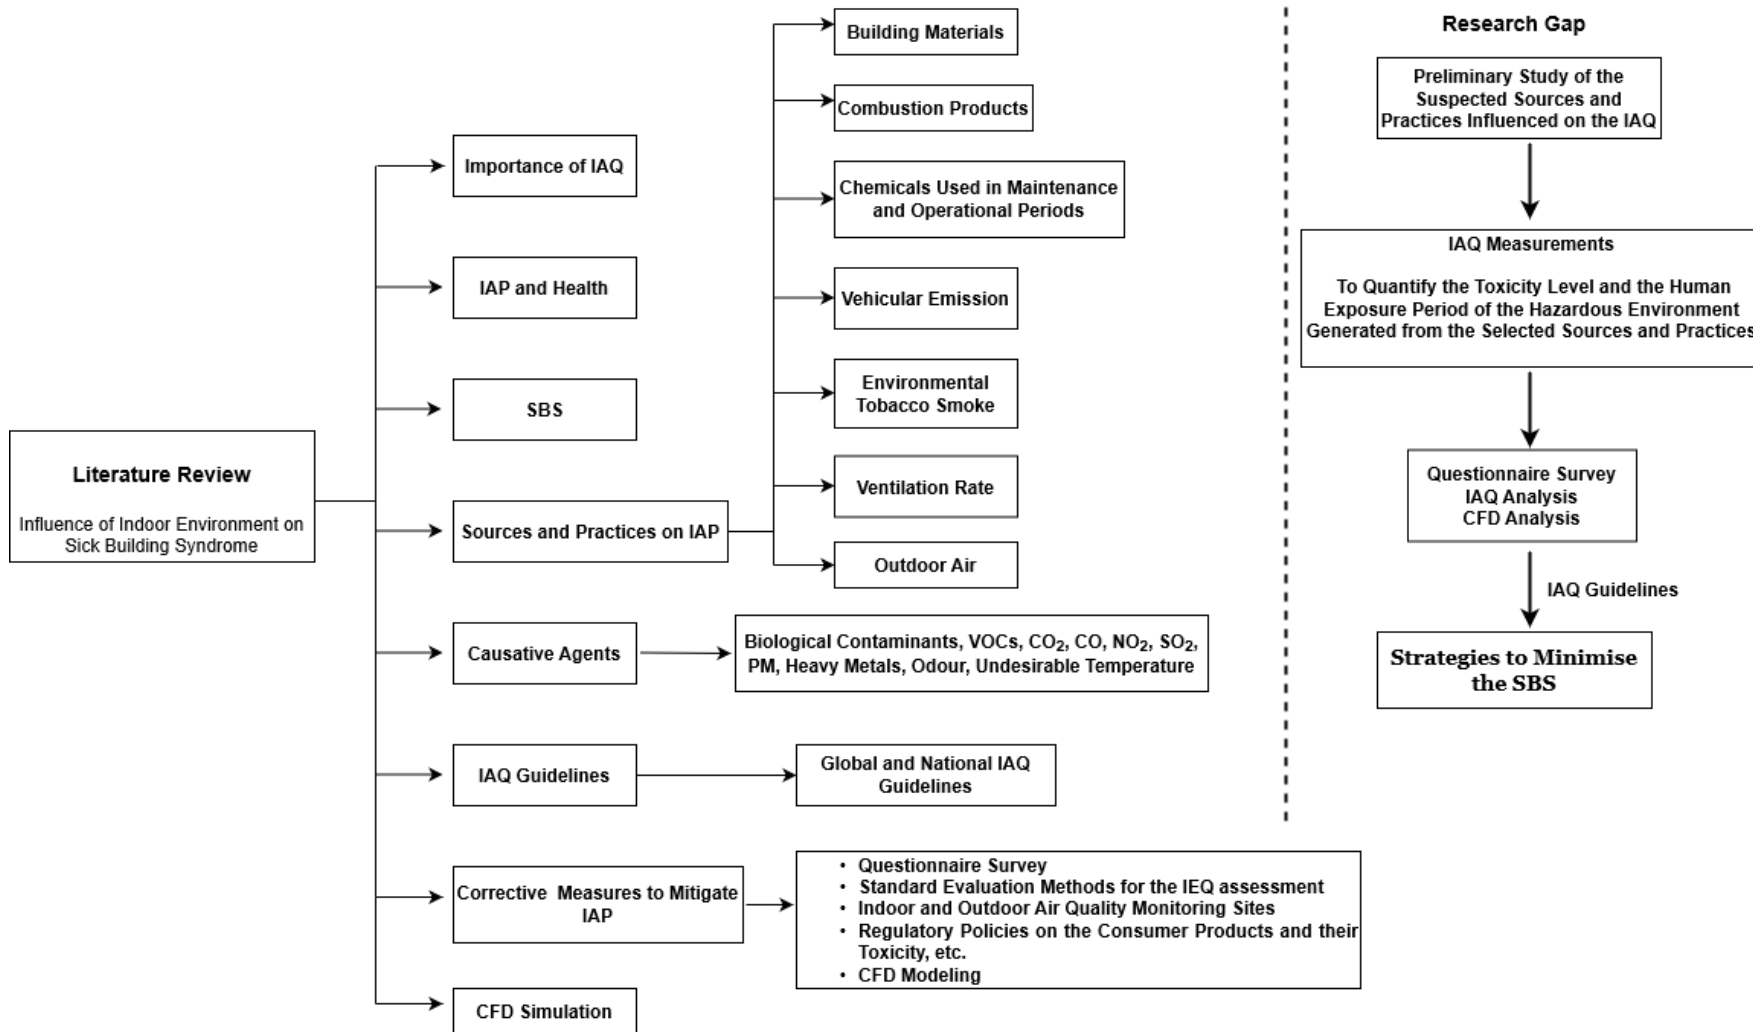 Literature Review
Influence of Indoor Environment on
Sick Building Syndrome
Importance of IAQ
IAP and Health
SBS
Sources and Practices on IAP
Causative Agents
IAQ Guidelines
Corrective Measures to Mitigate
IAP
CFD Simulation
Building Materials
Combustion Products
Chemicals Used in Maintenance
and Operational Periods
Vehicular Emission
Environmental
Tobacco Smoke
Ventilation Rate
Outdoor Air
Biological Contaminants, VOCs, CO₂, CO, NO₂, SO₂,
PM, Heavy Metals, Odour, Undesirable Temperature
Global and National IAQ
Guidelines
• Questionnaire Survey
• Standard Evaluation Methods for the IEQ assessment
• Indoor and Outdoor Air Quality Monitoring Sites
• Regulatory Policies on the Consumer Products and their
Toxicity, etc.
• CFD Modeling
Research Gap
Preliminary Study of the
Suspected Sources and
Practices Influenced on the IAQ
IAQ Measurements
To Quantify the Toxicity Level and the Human
Exposure Period of the Hazardous Environment
Generated from the Selected Sources and Practices
Questionnaire Survey
IAQ Analysis
CFD Analysis
IAQ Guidelines
Strategies to Minimise
the SBS